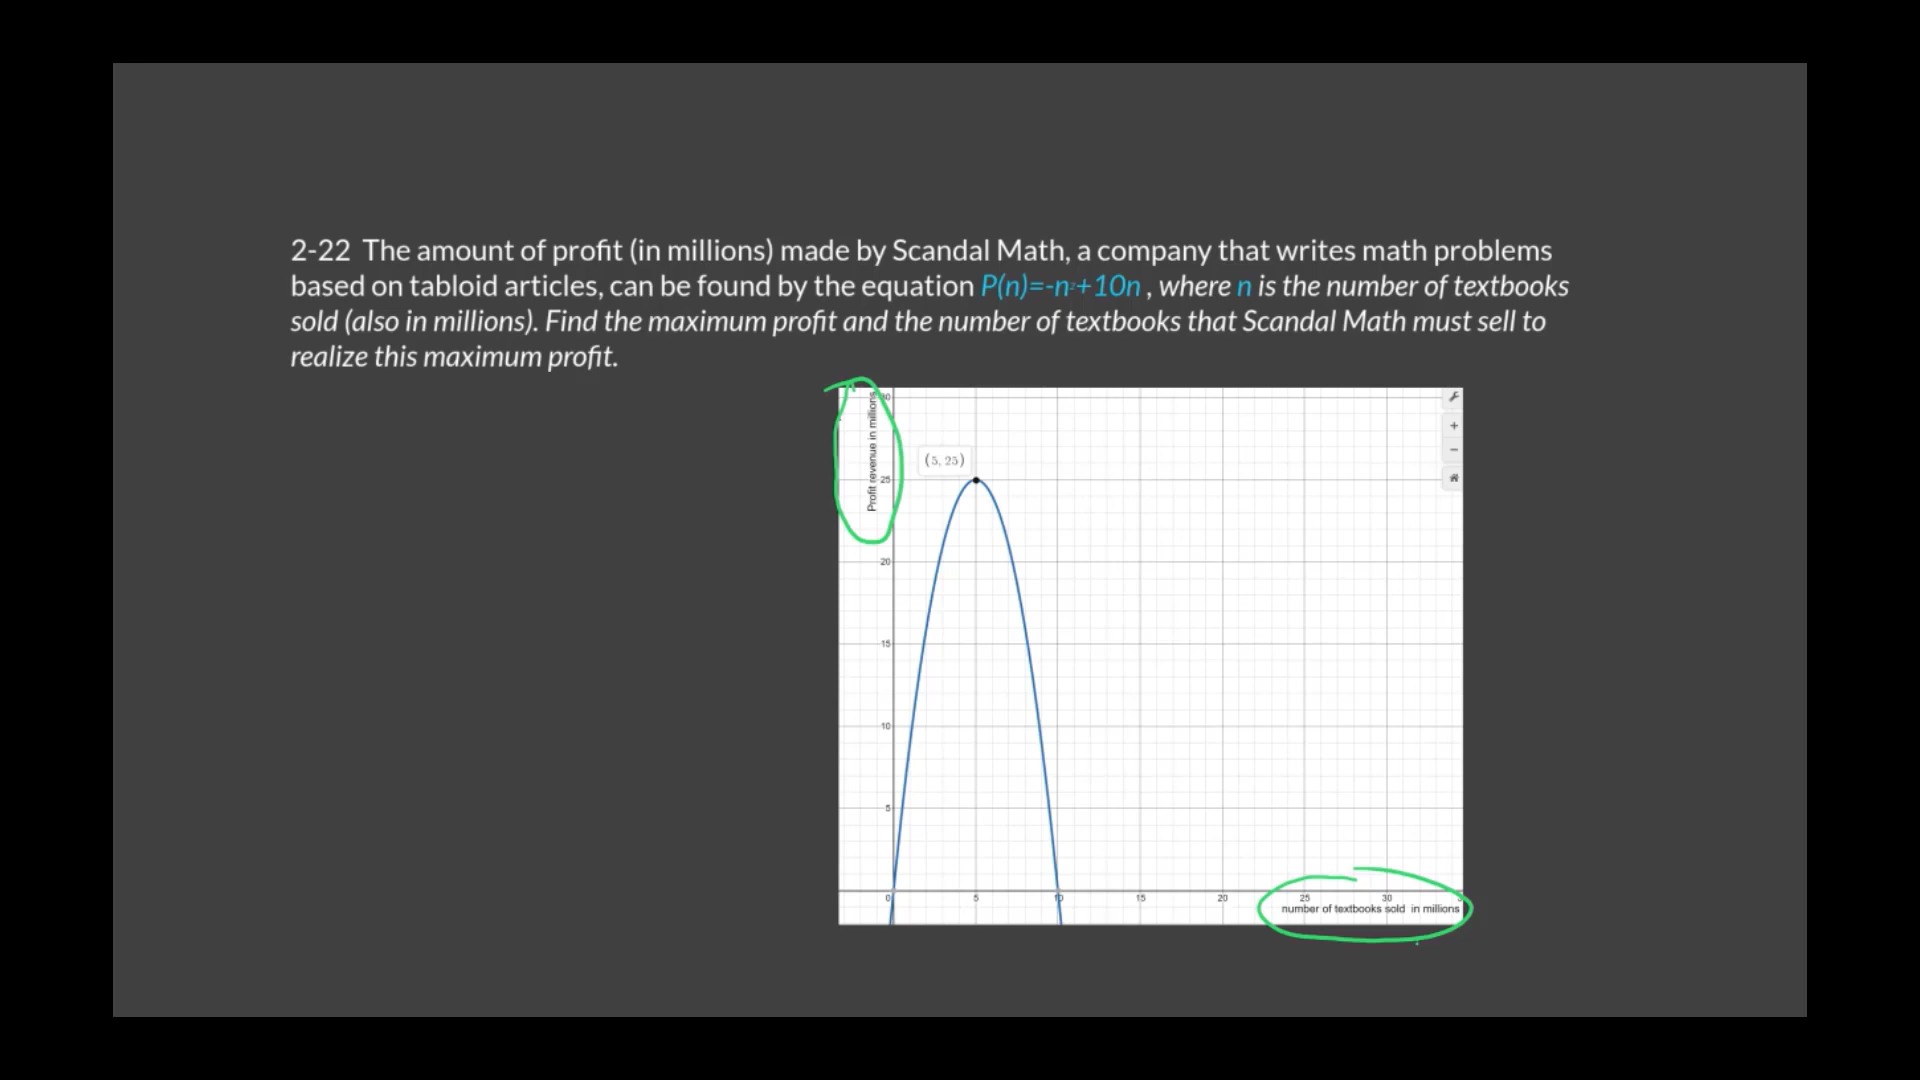 2-22 The amount of profit (in millions) made by Scandal Math, a company that writes math problems
based on tabloid articles, can be found by the equation P(n)=-n²+10n , where n is the number of textbooks
sold (also in millions). Find the maximum profit and the number of textbooks that Scandal Math must sell to
realize this maximum profit.
Profit revenue in millions
30
(5, 25)
25
20
15
10
5
0 5 10 15 20 25 30
number of textbooks sold in millions